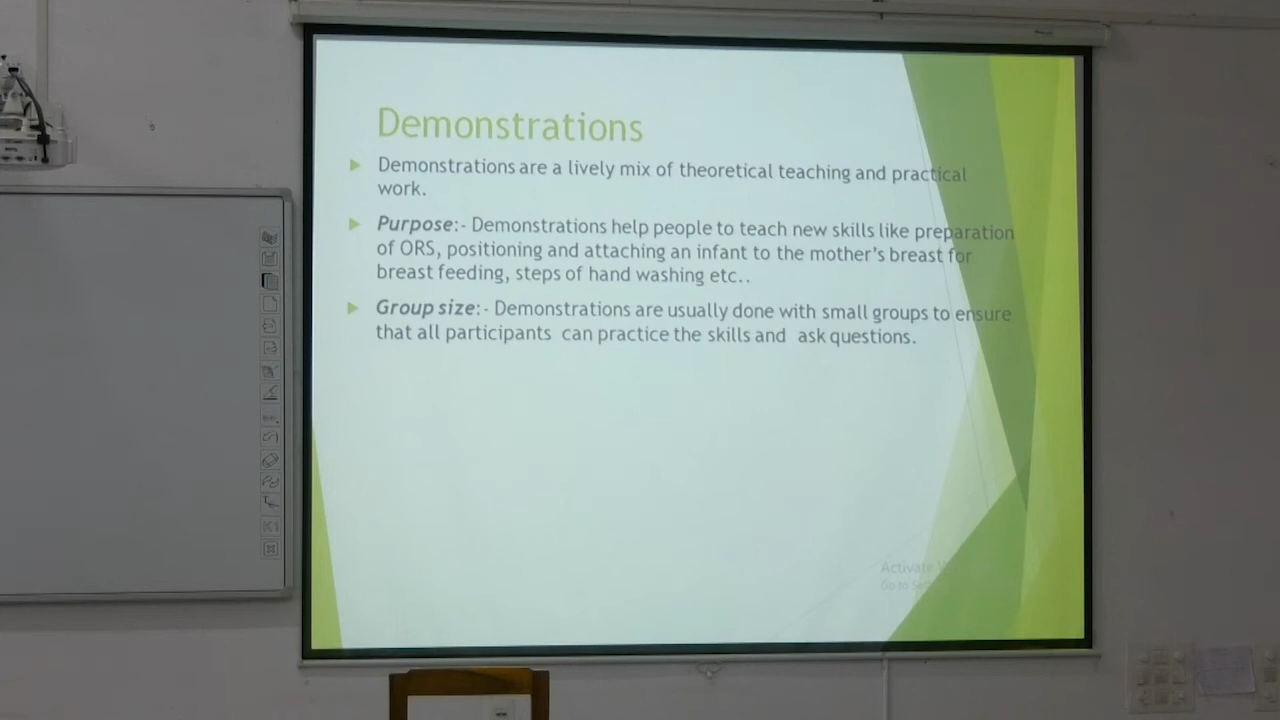 Demonstrations
Demonstrations are a lively mix of theoretical teaching and practical
work.
Purpose:- Demonstrations help people to teach new skills like preparation
of ORS, positioning and attaching an infant to the mother's breast for
breast feeding, steps of hand washing etc..
Group size:- Demonstrations are usually done with small groups to ensure
that all participants can practice the skills and ask questions.
Activate
Go to